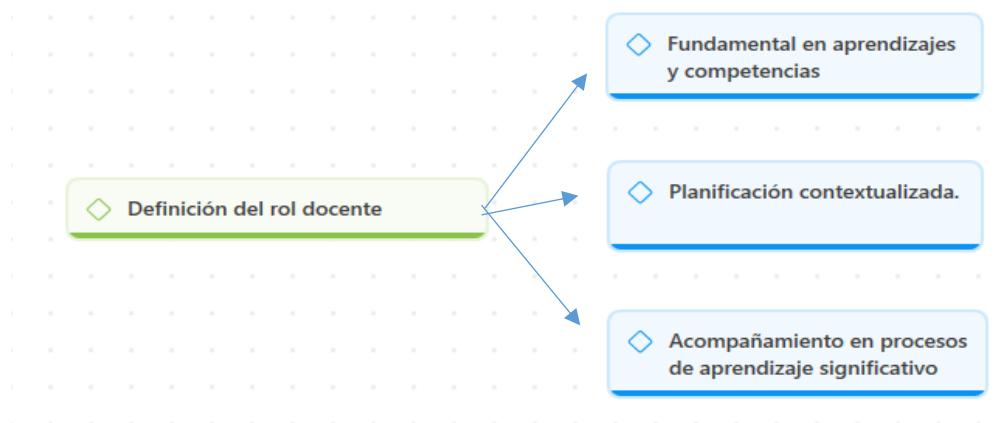 Fundamental en aprendizajes
y competencias
Definición del rol docente
Planificación contextualizada.
Acompañamiento en procesos
de aprendizaje significativo